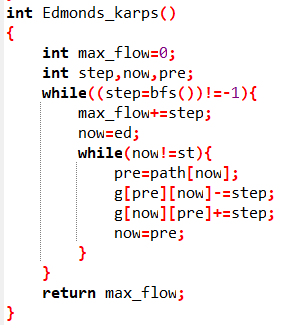 int Edmonds_karps()
{
    int max_flow=0;
    int step,now,pre;
    while((step=bfs())!=-1){
        max_flow+=step;
        now=ed;
        while(now!=st){
            pre=path[now];
            g[pre][now]-=step;
            g[now][pre]+=step;
            now=pre;
        }
    }
    return max_flow;
}